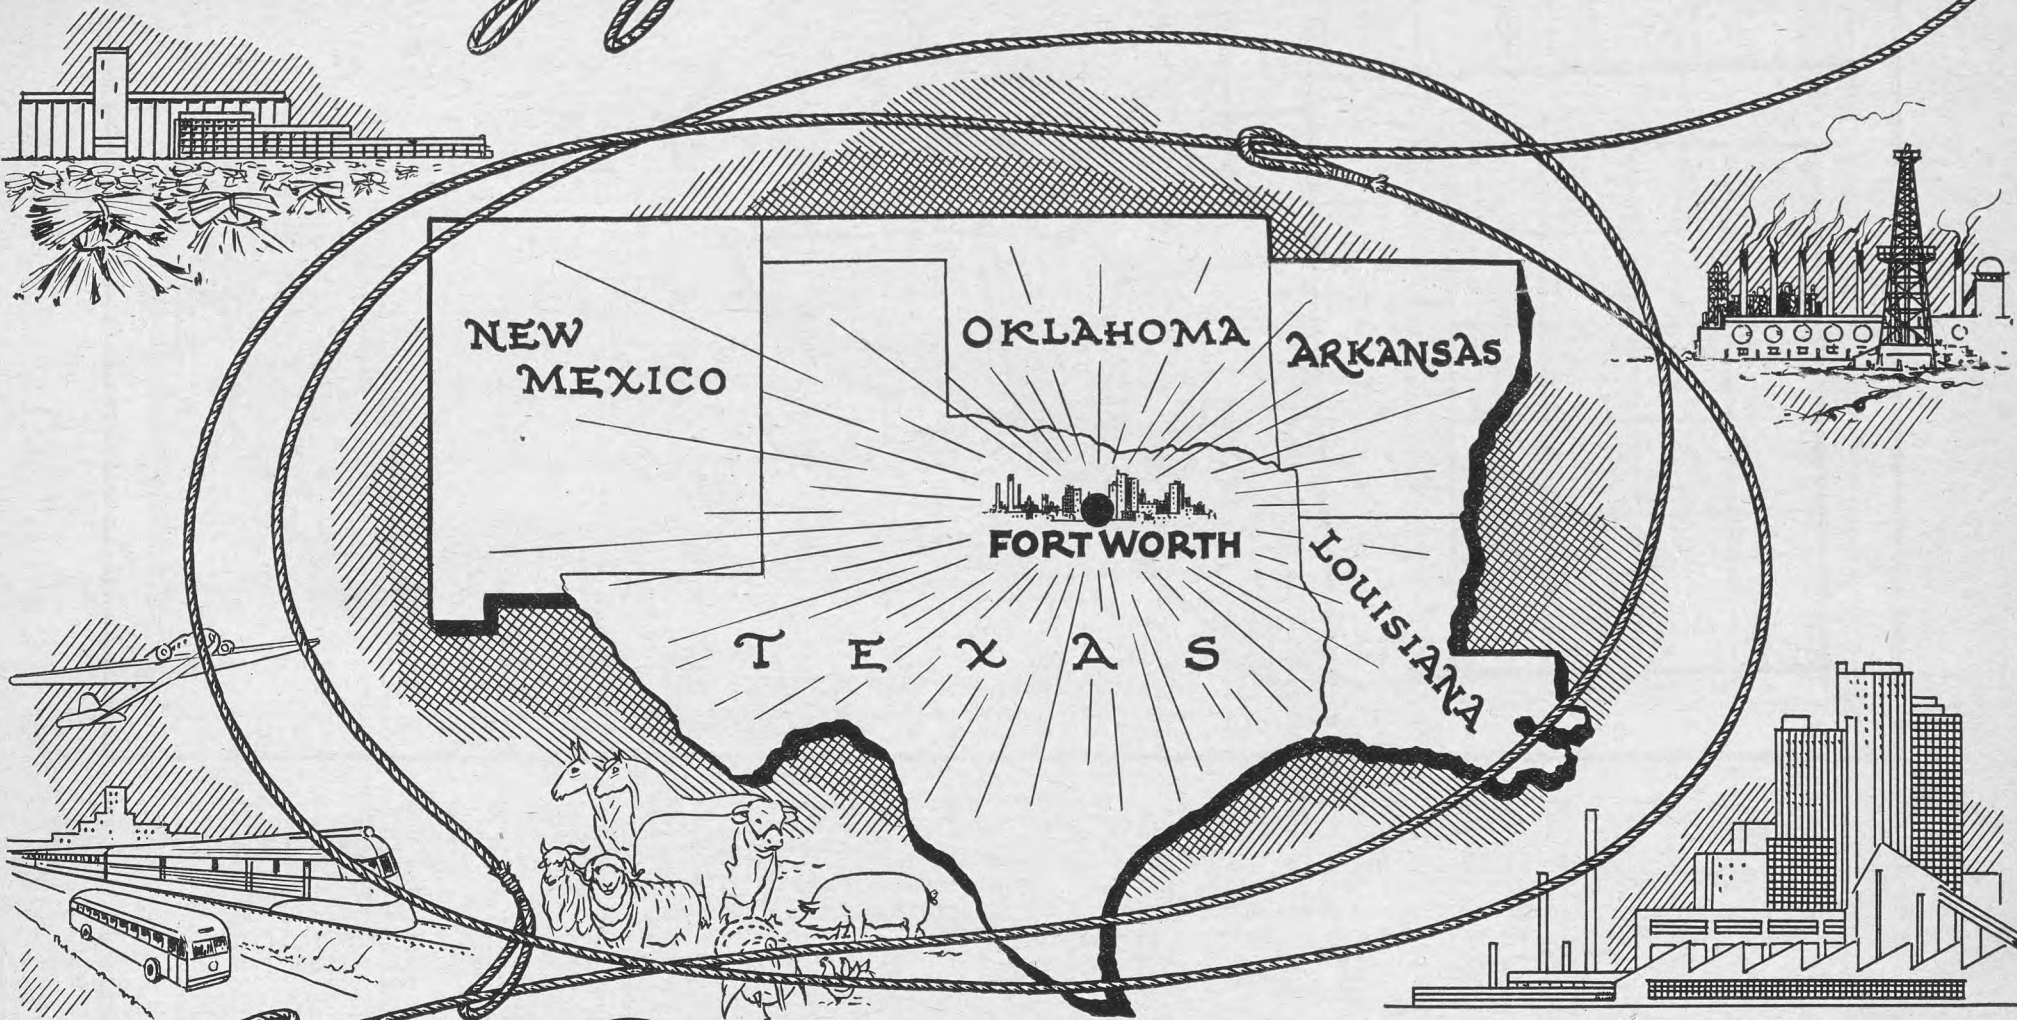 NEW
MEXICO
OKLAHOMA
ARKANSAS
FORT WORTH
LOUISIANA
TEXAS